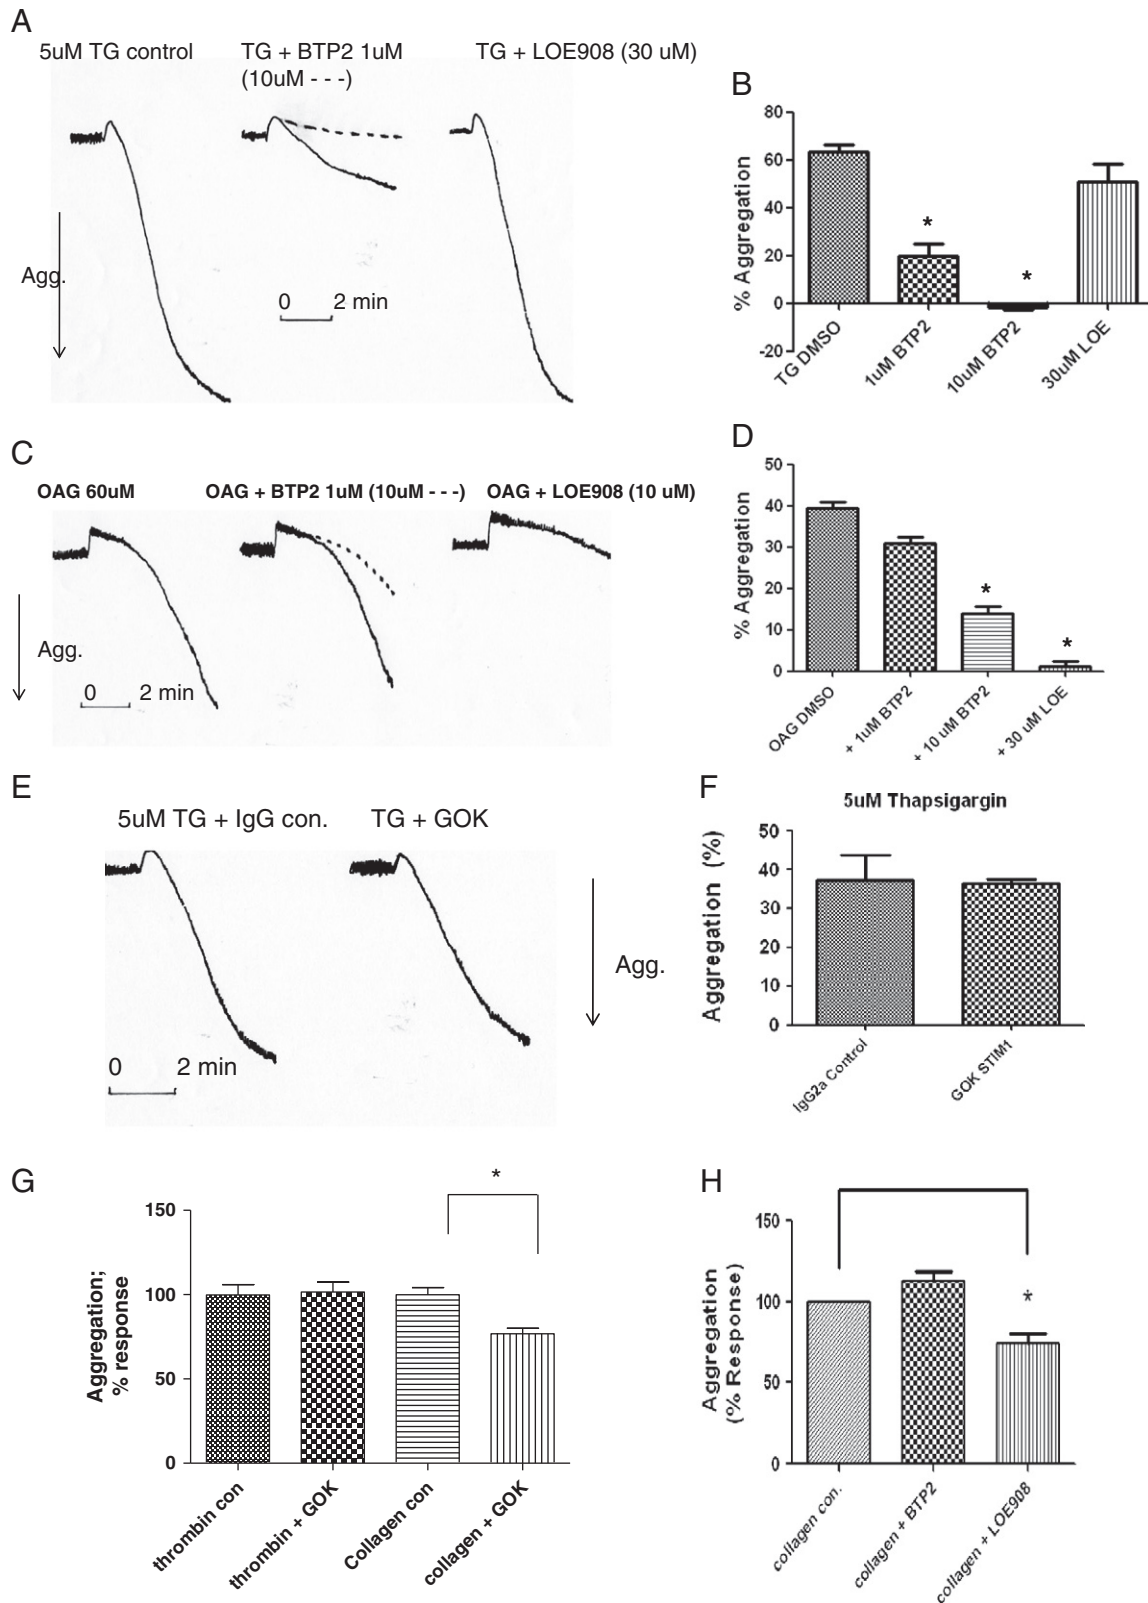 A
5uM TG control
TG + BTP2 1uM
(10uM - - -)
TG + LOE908 (30 uM)
Agg.
0 2 min
B
% Aggregation
80
60
40
20
0
-20
TG DMSO
1uM BTP2
10uM BTP2
30uM LOE
*
*
C
OAG 60uM
OAG + BTP2 1uM (10uM - - -)
OAG + LOE908 (10 uM)
Agg.
0 2 min
D
% Aggregation
50
40
30
20
10
0
OAG DMSO
+ 1uM BTP2
+ 10 uM BTP2
+ 30 uM LOE
*
*
E
5uM TG + IgG con.
TG + GOK
Agg.
0 2 min
F
5uM Thapsigargin
Aggregation (%)
50
40
30
20
10
0
IgG2a Control
GOK STIM1
G
Aggregation;
% response
150
100
50
0
thrombin con
thrombin + GOK
Collagen con
collagen + GOK
*
H
Aggregation
(% Response)
150
100
50
0
collagen con.
collagen + BTP2
collagen + LOE908
*